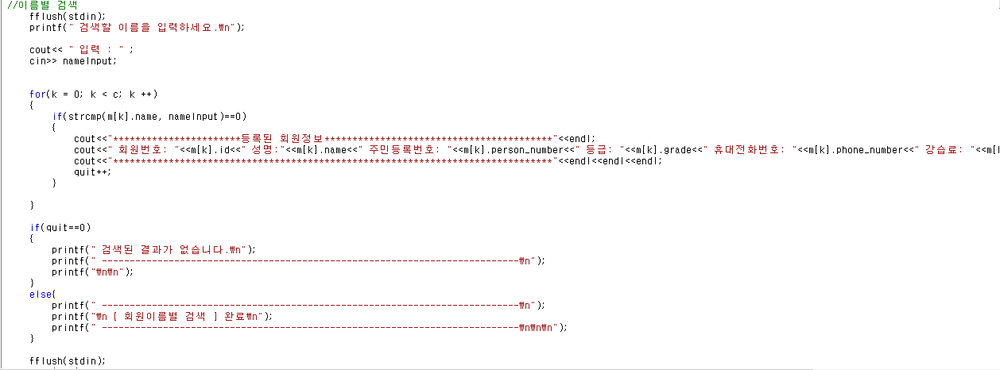 //이름별 검색
fflush(stdin);
printf(" 검색할 이름을 입력하세요.₩n");
cout<< " 입력 : " ;
cin>> nameInput;
for(k = 0; k < c; k ++)
{
if(strcmp(m[k].name, nameInput)==0)
{
cout<<"***********************등록된 회원정보*****************************************"<<endl;
cout<<" 회원번호: "<<m[k].id<<" 성명:"<<m[k].name<<" 주민등록번호: "<<m[k].person_number<<" 등급: "<<m[k].grade<<" 휴대전화번호: "<<m[k].phone_number<<" 강습료: "<<m[
cout<<"*******************************************************************************"<<endl<<endl<<endl;
quit++;
}
}
if(quit==0)
{
printf(" 검색된 결과가 없습니다.₩n");
printf(" ---------------------------------------------------------------------------₩n");
printf("₩n₩n");
}
else{
printf(" ---------------------------------------------------------------------------₩n");
printf("₩n [ 회원이름별 검색 ] 완료₩n");
printf(" ---------------------------------------------------------------------------₩n₩n₩n");
}
fflush(stdin);